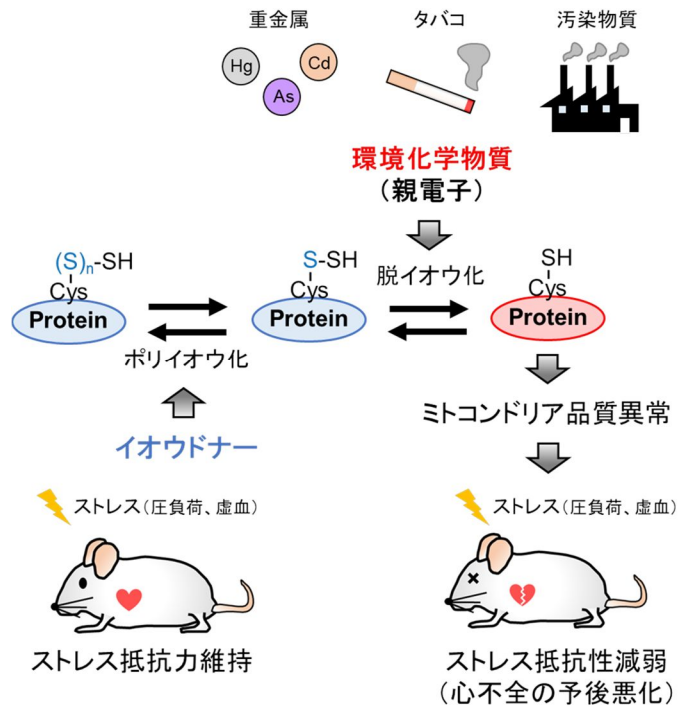 重金属
タバコ
汚染物質
Hg
Cd
As
環境化学物質
（親電子）
(S)n-SH
Cys
Protein
S-SH
Cys
Protein
脱イオウ化
SH
Cys
Protein
ポリイオウ化
イオウドナー
ミトコンドリア品質異常
ストレス（圧負荷、虚血）
ストレス（圧負荷、虚血）
ストレス抵抗力維持
ストレス抵抗性減弱
（心不全の予後悪化）